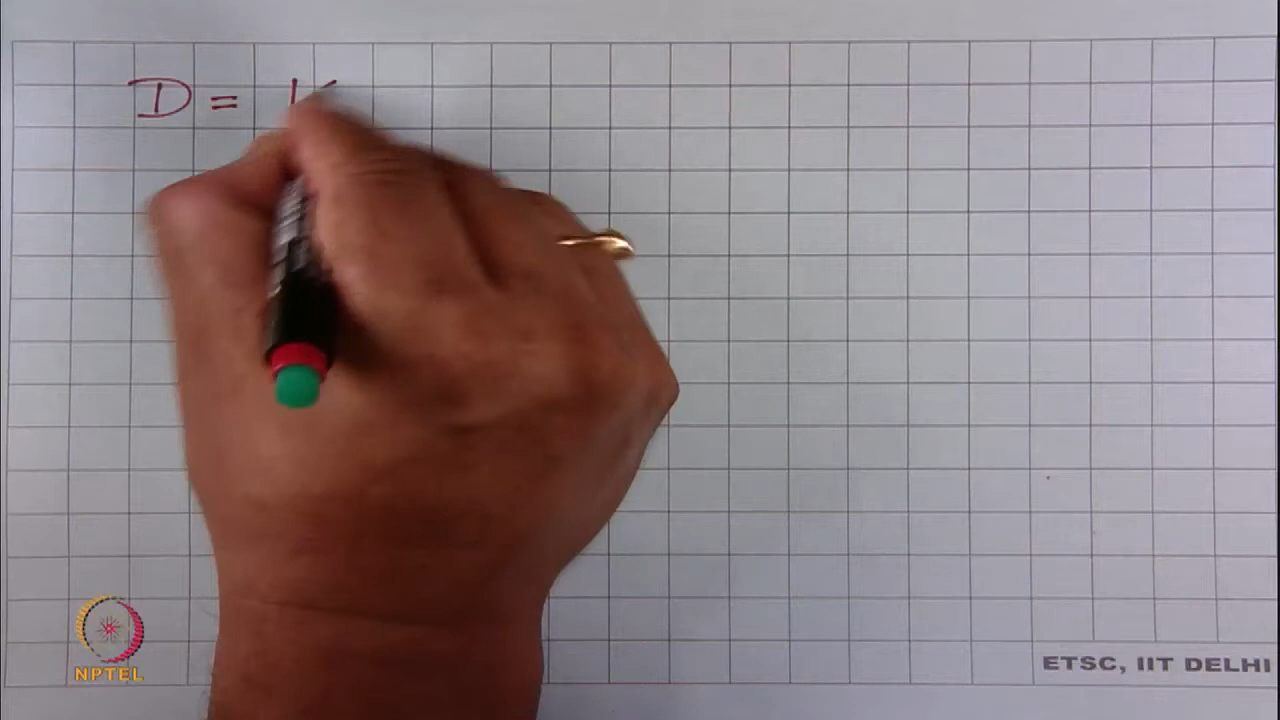 D = K
NPTEL
ETSC, IIT DELHI